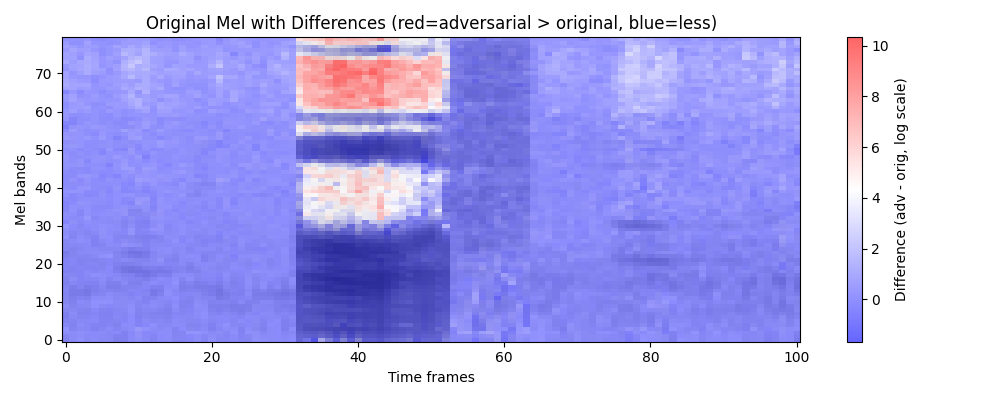 Original Mel with Differences (red=adversarial > original, blue=less)
Mel bands
70
60
50
40
30
20
10
0
0 20 40 60 80 100
Time frames
10
8
6
4
2
0
Difference (adv - orig, log scale)